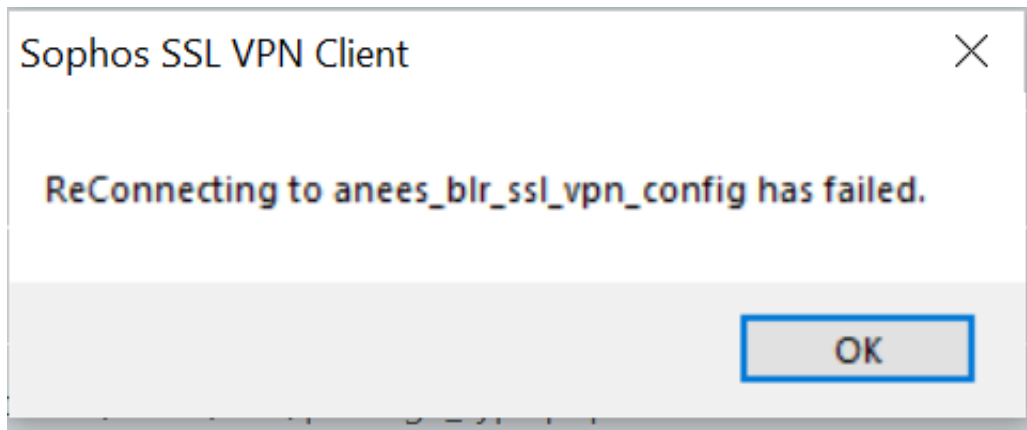 Sophos SSL VPN Client
ReConnecting to anees_blr_ssl_vpn_config has failed.
OK